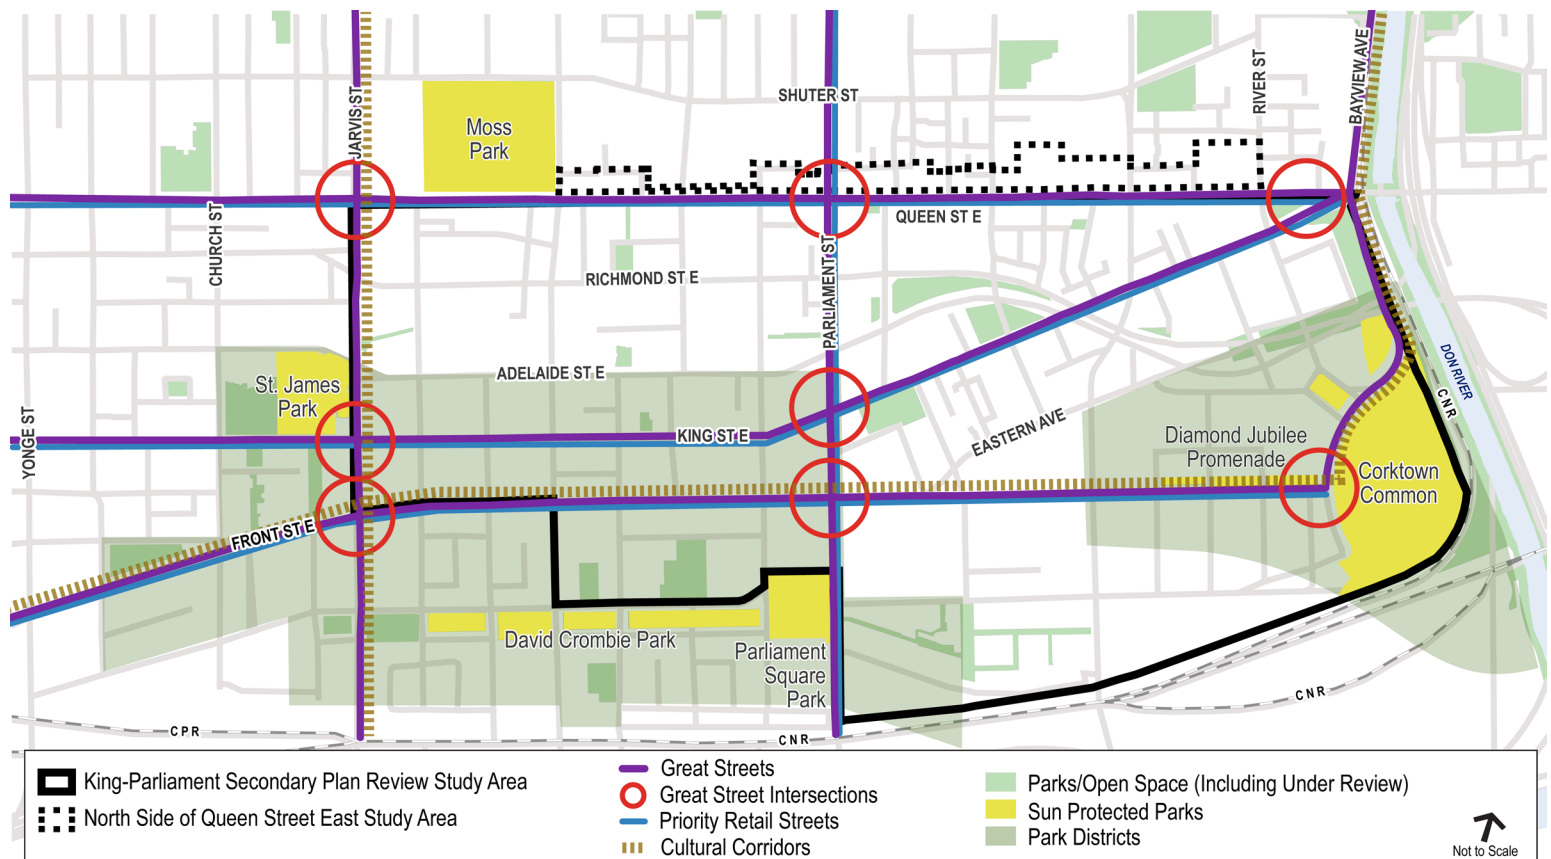 JARVIS ST
SHUTER ST
RIVER ST
BAYVIEW AVE
Moss
Park
CHURCH ST
QUEEN ST E
PARLIAMENT ST
RICHMOND ST E
ADELAIDE ST E
St. James
Park
DON RIVER
CNR
YONGE ST
KING ST E
EASTERN AVE
Diamond Jubilee
Promenade
Corktown
Common
FRONT ST E
David Crombie Park
Parliament
Square
Park
CNR
CPR
CNR
King-Parliament Secondary Plan Review Study Area
North Side of Queen Street East Study Area
Great Streets
Great Street Intersections
Priority Retail Streets
Cultural Corridors
Parks/Open Space (Including Under Review)
Sun Protected Parks
Park Districts
Not to Scale